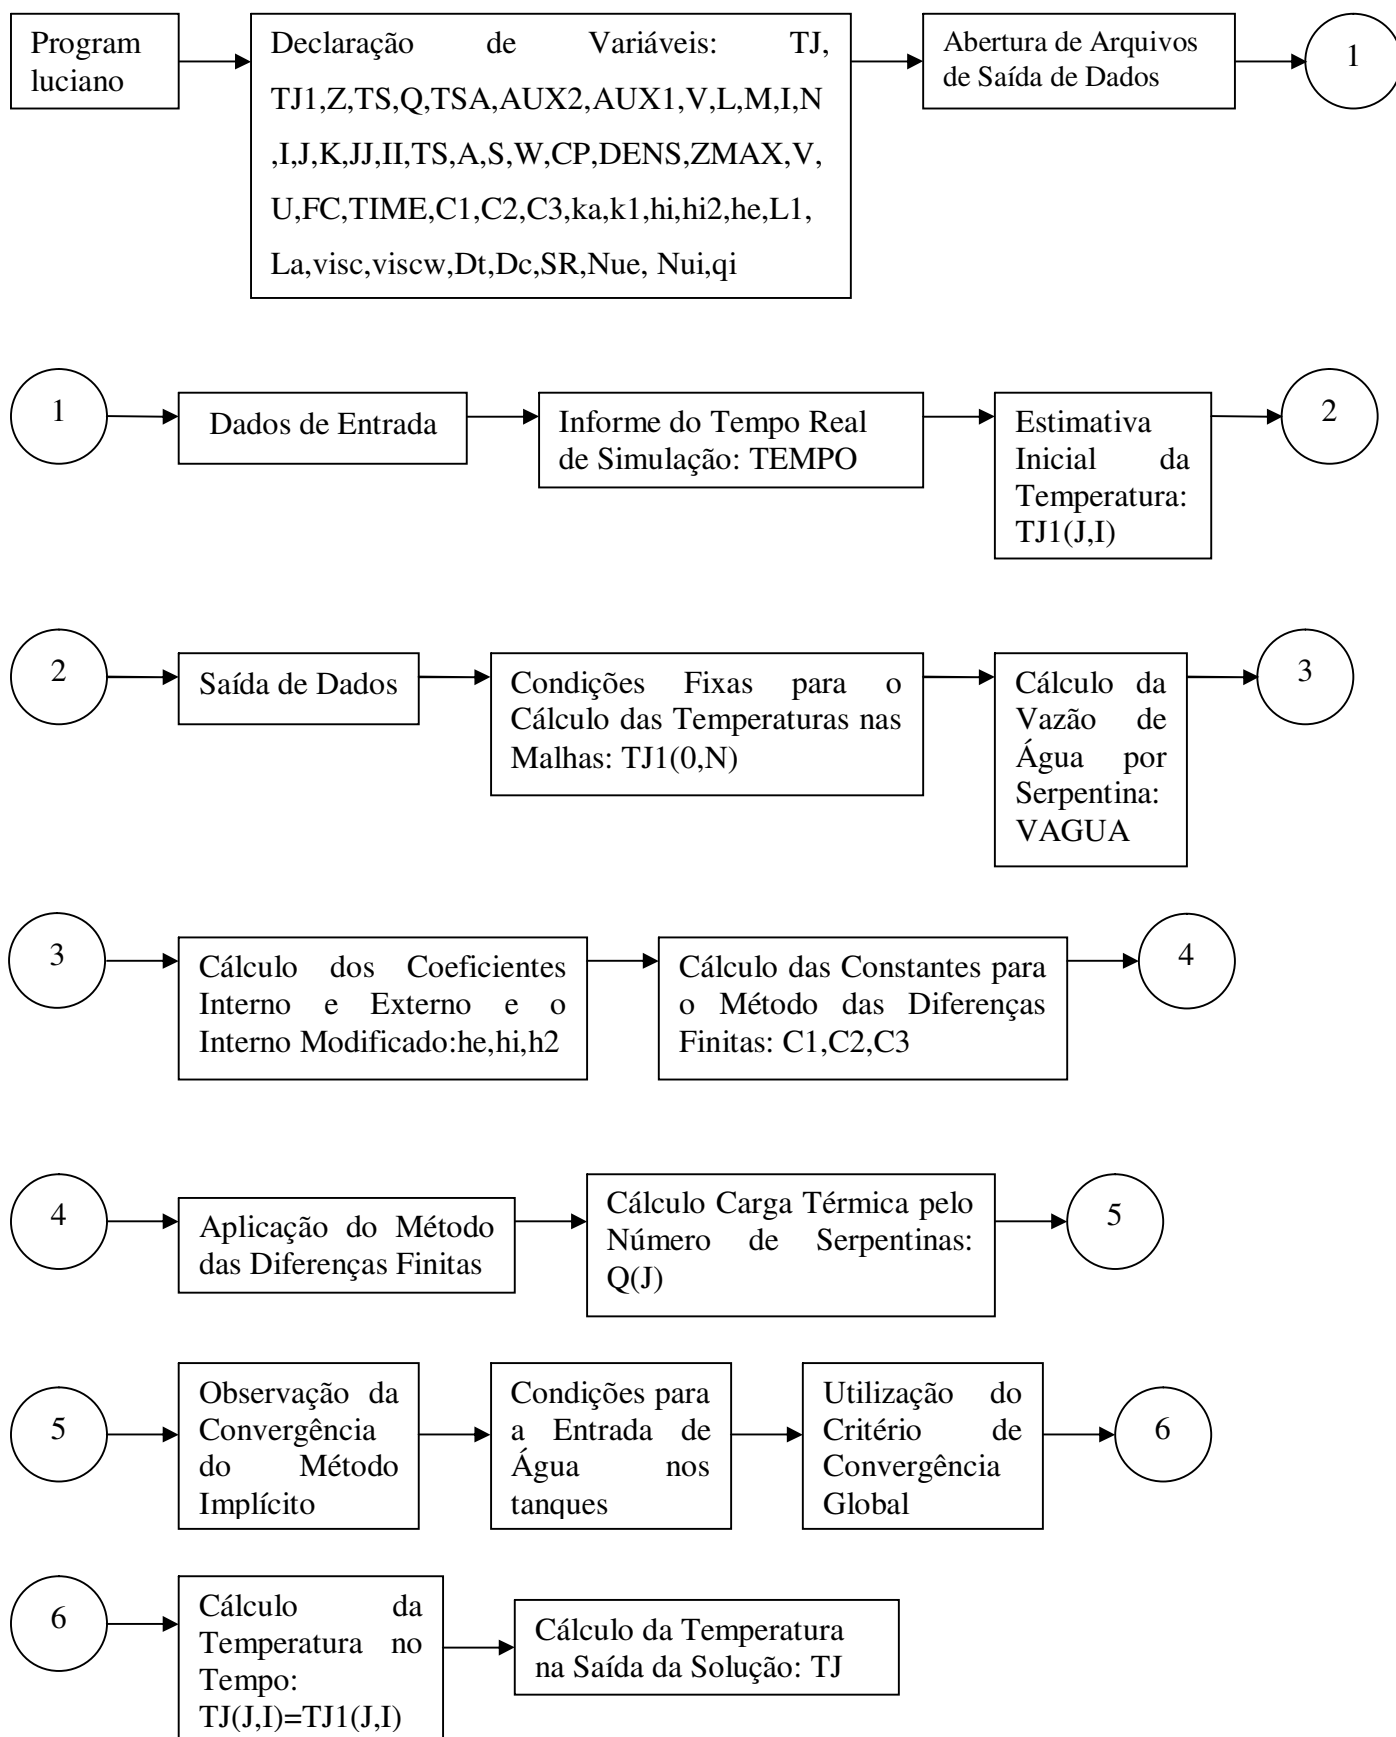 Program
luciano
Declaração de Variáveis: TJ,
TJ1,Z,TS,Q,TSA,AUX2,AUX1,V,L,M,I,N
,I,J,K,JJ,II,TS,A,S,W,CP,DENS,ZMAX,V,
U,FC,TIME,C1,C2,C3,ka,k1,hi,hi2,he,L1,
La,visc,viscw,Dt,Dc,SR,Nue, Nui,qi
Abertura de Arquivos
de Saída de Dados
1
1
Dados de Entrada
Informe do Tempo Real
de Simulação: TEMPO
Estimativa
Inicial da
Temperatura:
TJ1(J,I)
2
2
Saída de Dados
Condições Fixas para o
Cálculo das Temperaturas nas
Malhas: TJ1(0,N)
Cálculo da
Vazão de
Água por
Serpentina:
VAGUA
3
3
Cálculo dos Coeficientes
Interno e Externo e o
Interno Modificado:he,hi,h2
Cálculo das Constantes para
o Método das Diferenças
Finitas: C1,C2,C3
4
4
Aplicação do Método
das Diferenças Finitas
Cálculo Carga Térmica pelo
Número de Serpentinas:
Q(J)
5
5
Observação da
Convergência
do Método
Implícito
Condições para
a Entrada de
Água nos
tanques
Utilização do
Critério de
Convergência
Global
6
6
Cálculo da
Temperatura no
Tempo:
TJ(J,I)=TJ1(J,I)
Cálculo da Temperatura
na Saída da Solução: TJ